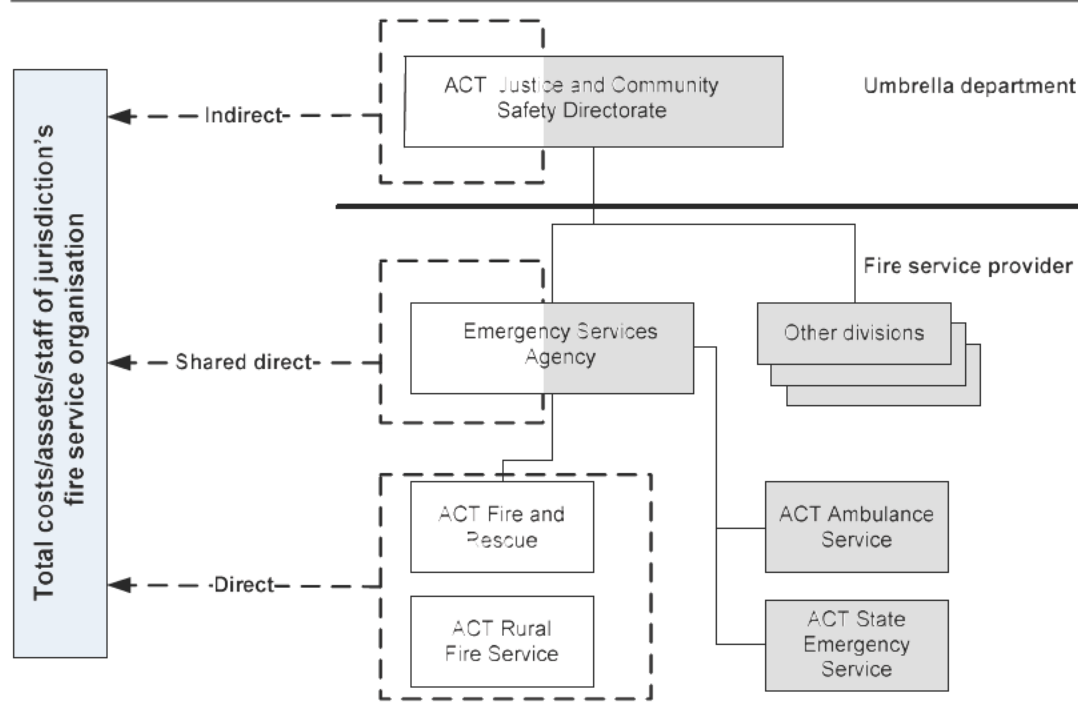 ACT Justice and Community
Safety Directorate
Umbrella department
Indirect
Total costs/assets/staff of jurisdiction's
fire service organisation
Fire service provider
Emergency Services
Agency
Other divisions
Shared direct
ACT Fire and
Rescue
ACT Ambulance
Service
Direct
ACT Rural
Fire Service
ACT State
Emergency
Service